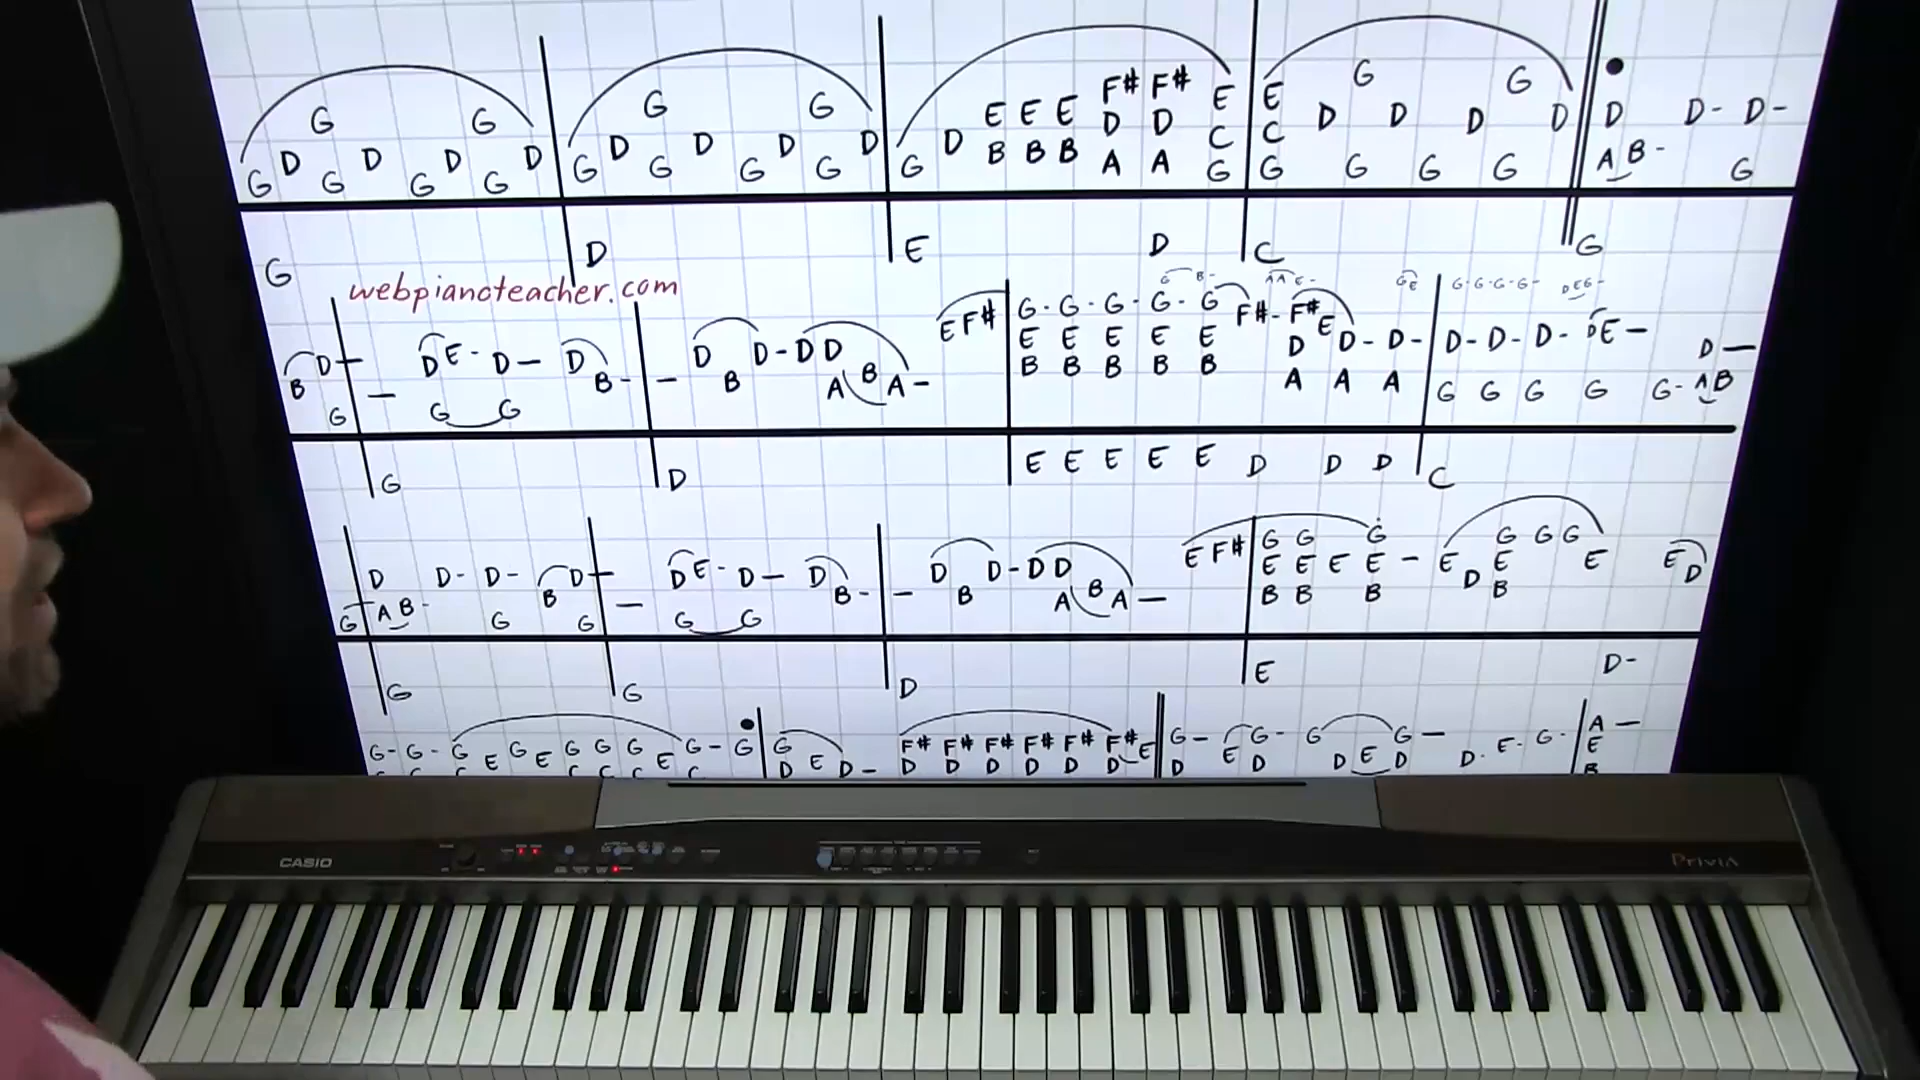 G G E E E F# F# E E G G D D- D-
G D G D G D G D G D G D G D G D G D B B B D A D A C G C G D G D G D G D A B- G
G D E D C G
webpianoteacher.com
G B- A A E- G E G-G-G-G- D E G-
B D- G - D E- D- D B- - D B D-D D A B A- E F# G-G-G-G-G F#-F# E D-D- D-D-D- D E- D-
G G E E E E E D B B B B B A A A G G G G G- A B
G D E E E E E D D D C
D D- D- B D- D E- D- D B- - D B D-D D A B A- E F# G G G E D G G G E E D
G A B- G G - G G E E E E - E B B B B
G G D E D-
G-G-G E G E G G G E G-G G E D- F# F# F# F# F# F# E G- E G- G D E G- D- E- G- A-
D D D D D D D D D D E
CASIO Privia